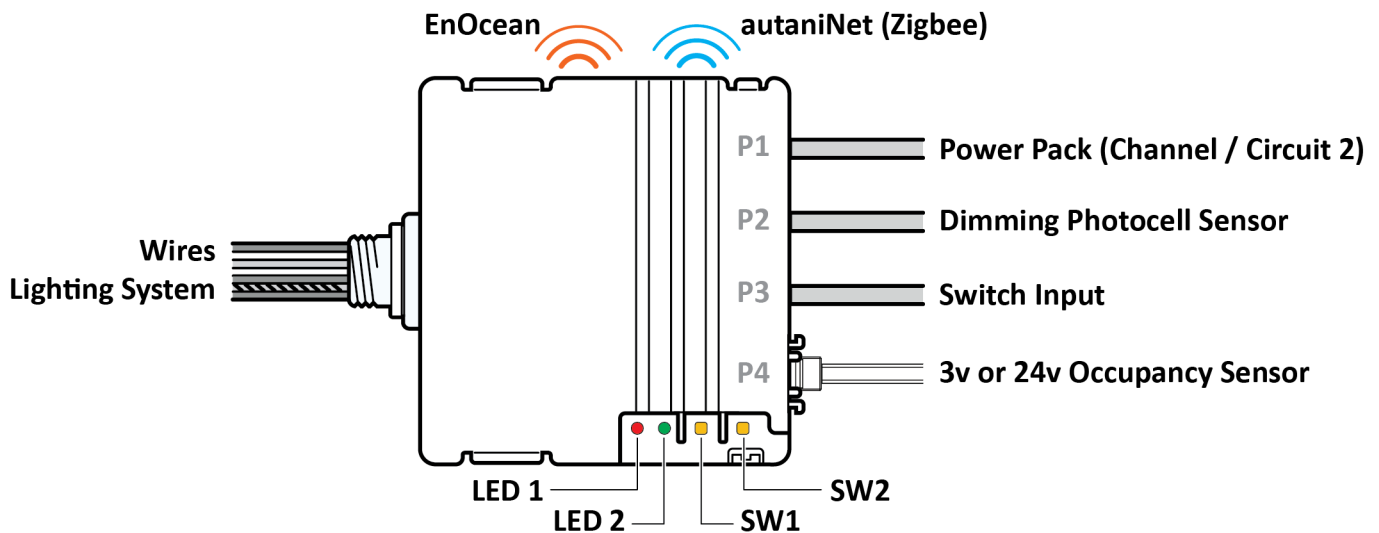 EnOcean
autaniNet (Zigbee)
P1
Power Pack (Channel / Circuit 2)
P2
Dimming Photocell Sensor
Wires
Lighting System
P3
Switch Input
P4
3v or 24v Occupancy Sensor
LED 1
SW2
LED 2
SW1